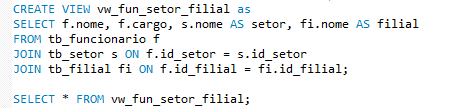 CREATE VIEW vw_fun_setor_filial as
SELECT f.nome, f.cargo, s.nome AS setor, fi.nome AS filial
FROM tb_funcionario f
JOIN tb_setor s ON f.id_setor = s.id_setor
JOIN tb_filial fi ON f.id_filial = fi.id_filial;
SELECT * FROM vw_fun_setor_filial;